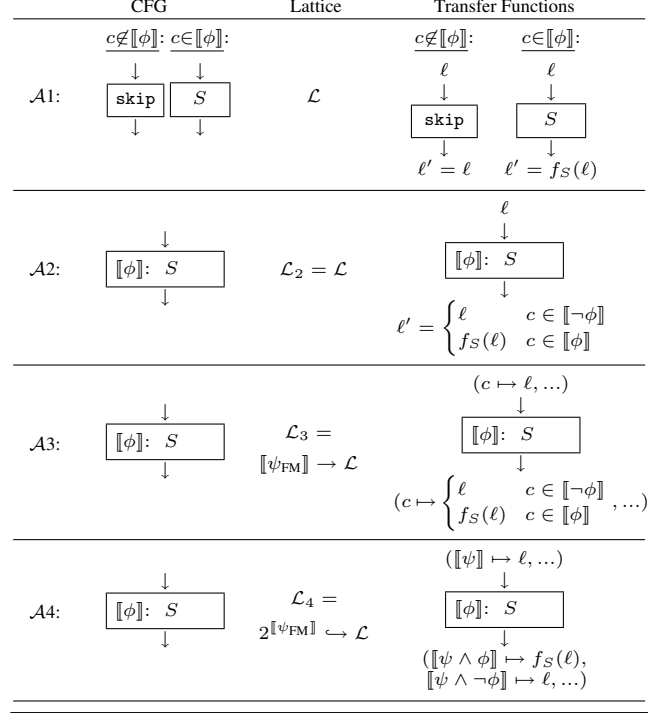 CFG Lattice Transfer Functions
c∉⟦ϕ⟧: c∈⟦ϕ⟧: c∉⟦ϕ⟧: c∈⟦ϕ⟧:
↓ ↓ ℓ ℓ
↓ ↓
𝒜1: skip S ℒ skip S
↓ ↓ ↓ ↓
ℓ′ = ℓ ℓ′ = f_S(ℓ)
ℓ
↓ ↓
𝒜2: ⟦ϕ⟧: S ℒ₂ = ℒ ⟦ϕ⟧: S
↓ ↓
ℓ′ = { ℓ c ∈ ⟦¬ϕ⟧
f_S(ℓ) c ∈ ⟦ϕ⟧
(c ↦ ℓ, ...)
↓ ↓
𝒜3: ⟦ϕ⟧: S ℒ₃ = ⟦ϕ⟧: S
⟦ψ_FM⟧ → ℒ
↓ ↓
(c ↦ { ℓ c ∈ ⟦¬ϕ⟧ , ...)
f_S(ℓ) c ∈ ⟦ϕ⟧
(⟦ψ⟧ ↦ ℓ, ...)
↓ ↓
𝒜4: ⟦ϕ⟧: S ℒ₄ = ⟦ϕ⟧: S
2^⟦ψ_FM⟧ ↪ ℒ
↓ ↓
(⟦ψ ∧ ϕ⟧ ↦ f_S(ℓ),
⟦ψ ∧ ¬ϕ⟧ ↦ ℓ, ...)